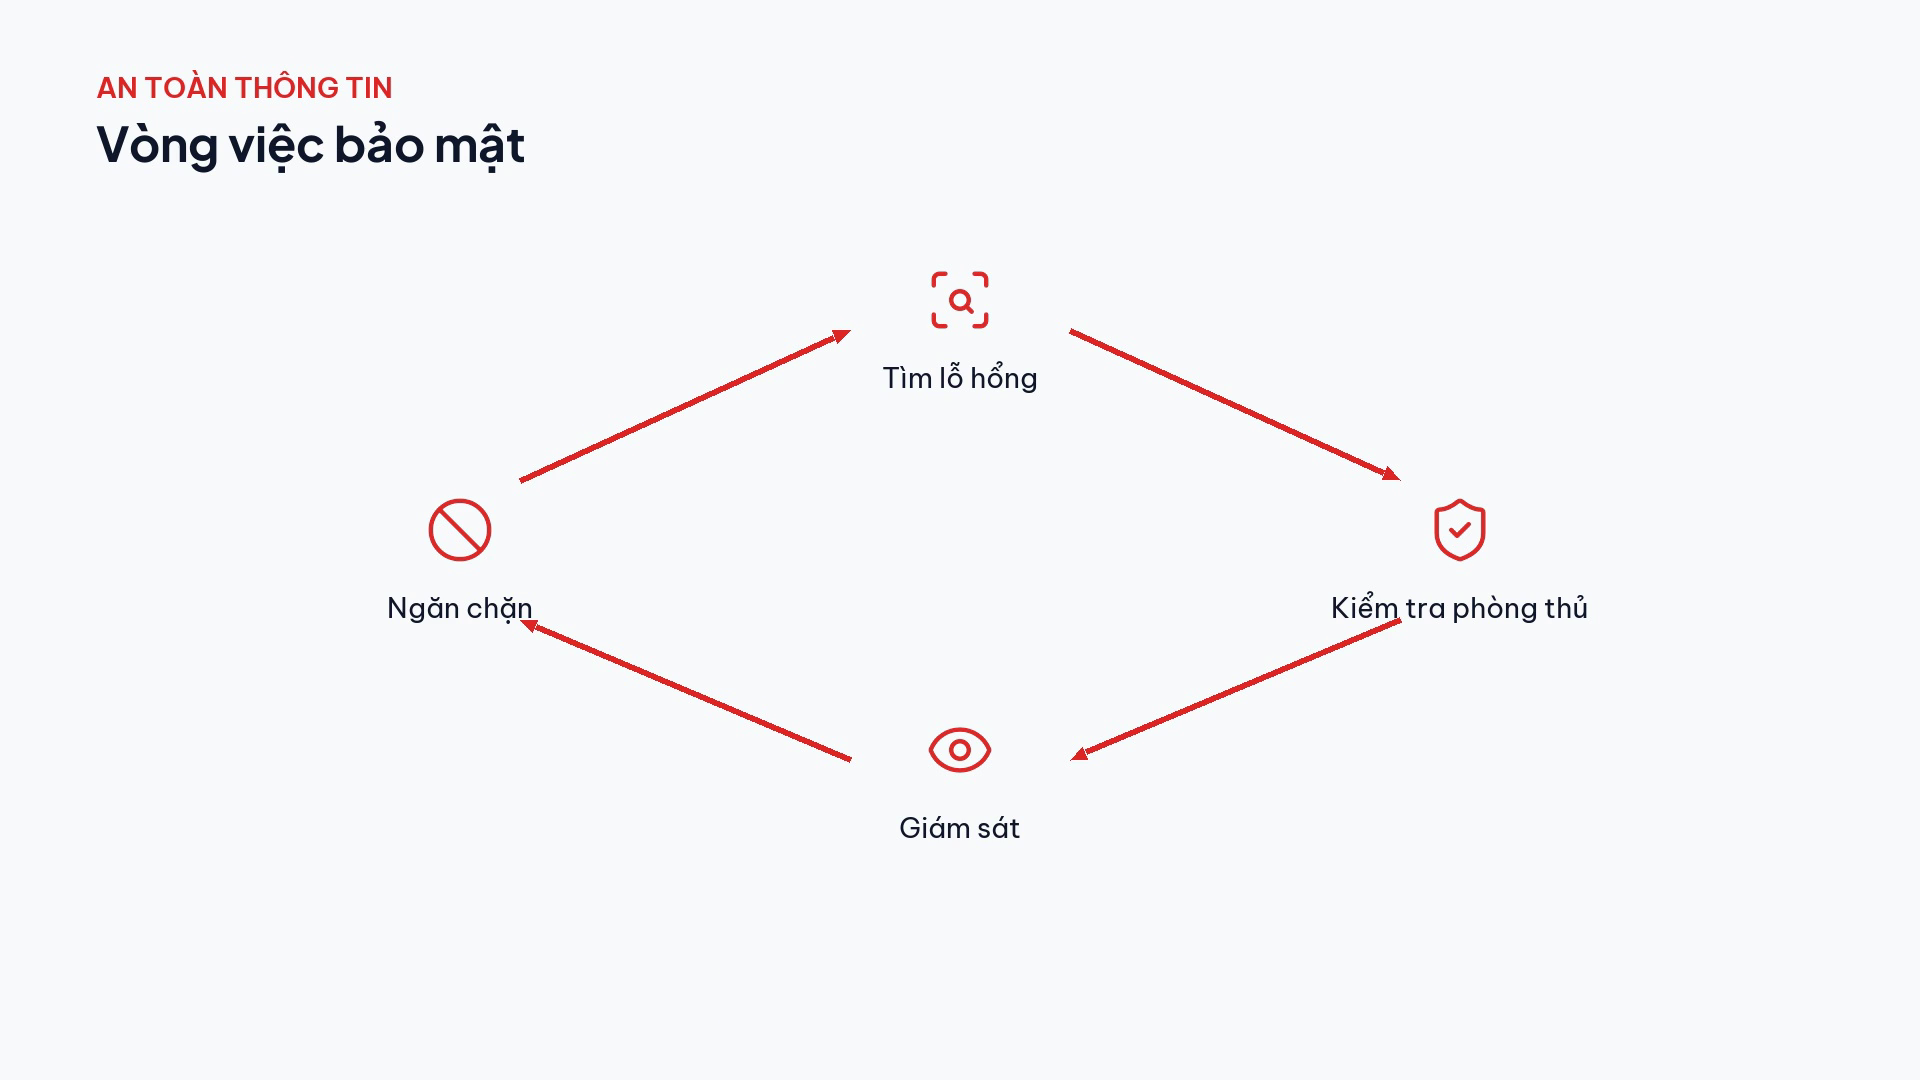 AN TOÀN THÔNG TIN
Vòng việc bảo mật
Tìm lỗ hổng
Ngăn chặn
Kiểm tra phòng thủ
Giám sát